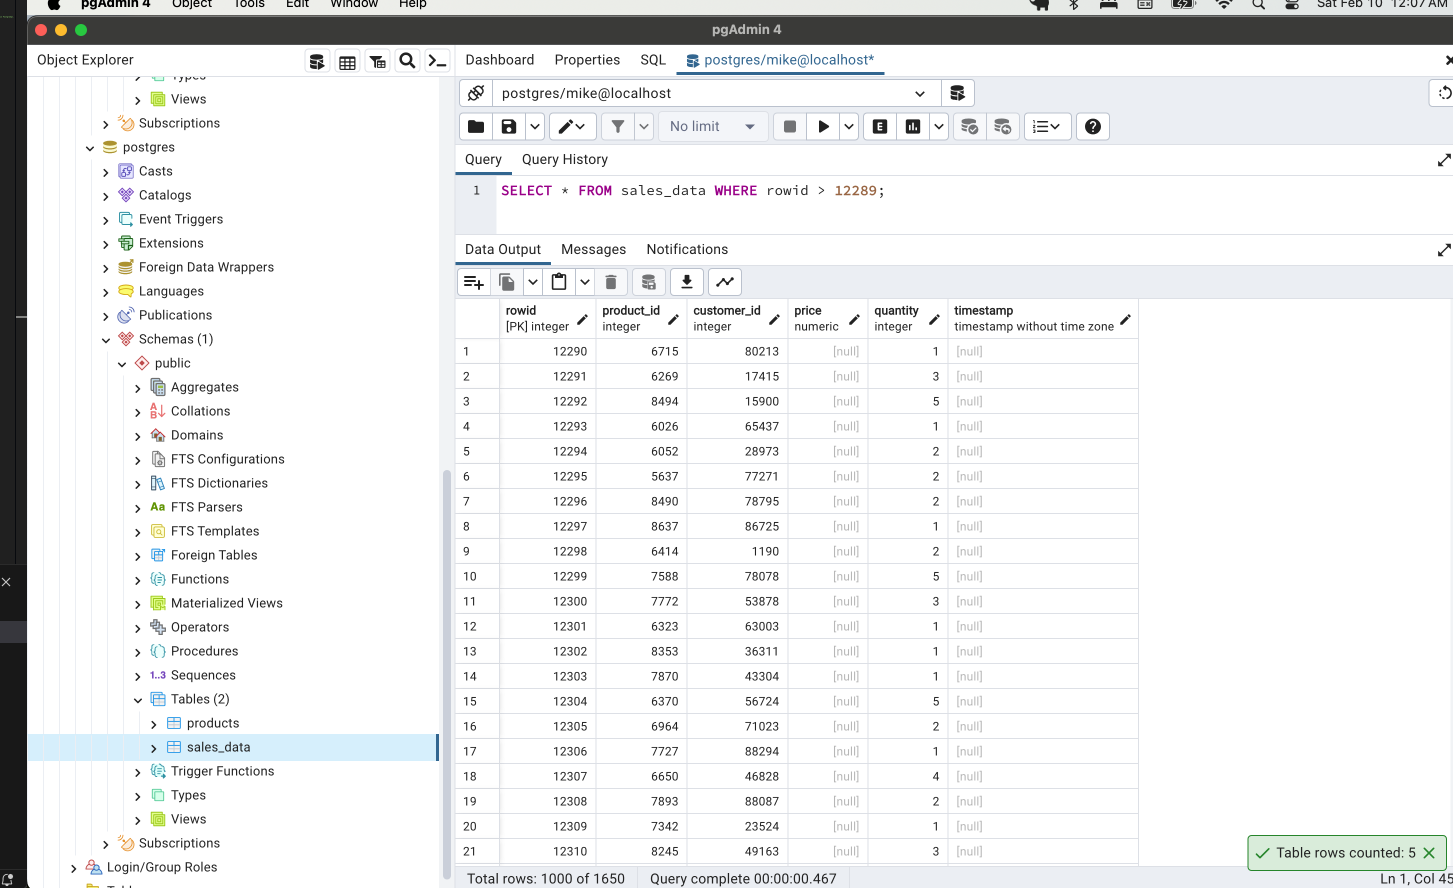 pgAdmin 4 Object Tools Edit Window Help Sat Feb 10 12:07 AM
pgAdmin 4
Object Explorer
Types
Views
Subscriptions
postgres
Casts
Catalogs
Event Triggers
Extensions
Foreign Data Wrappers
Languages
Publications
Schemas (1)
public
Aggregates
Collations
Domains
FTS Configurations
FTS Dictionaries
Aa FTS Parsers
FTS Templates
Foreign Tables
Functions
Materialized Views
Operators
Procedures
1..3 Sequences
Tables (2)
products
sales_data
Trigger Functions
Types
Views
Subscriptions
Login/Group Roles
Dashboard Properties SQL postgres/mike@localhost*
postgres/mike@localhost
No limit E
Query Query History
1 SELECT * FROM sales_data WHERE rowid > 12289;
Data Output Messages Notifications
rowid product_id customer_id price quantity timestamp
[PK] integer integer integer numeric integer timestamp without time zone
1 12290 6715 80213 [null] 1 [null]
2 12291 6269 17415 [null] 3 [null]
3 12292 8494 15900 [null] 5 [null]
4 12293 6026 65437 [null] 1 [null]
5 12294 6052 28973 [null] 2 [null]
6 12295 5637 77271 [null] 2 [null]
7 12296 8490 78795 [null] 2 [null]
8 12297 8637 86725 [null] 1 [null]
9 12298 6414 1190 [null] 2 [null]
10 12299 7588 78078 [null] 5 [null]
11 12300 7772 53878 [null] 3 [null]
12 12301 6323 63003 [null] 1 [null]
13 12302 8353 36311 [null] 1 [null]
14 12303 7870 43304 [null] 1 [null]
15 12304 6370 56724 [null] 5 [null]
16 12305 6964 71023 [null] 2 [null]
17 12306 7727 88294 [null] 1 [null]
18 12307 6650 46828 [null] 4 [null]
19 12308 7893 88087 [null] 2 [null]
20 12309 7342 23524 [null] 1 [null]
21 12310 8245 49163 [null] 3 [null]
Table rows counted: 5
Total rows: 1000 of 1650 Query complete 00:00:00.467 Ln 1, Col 45